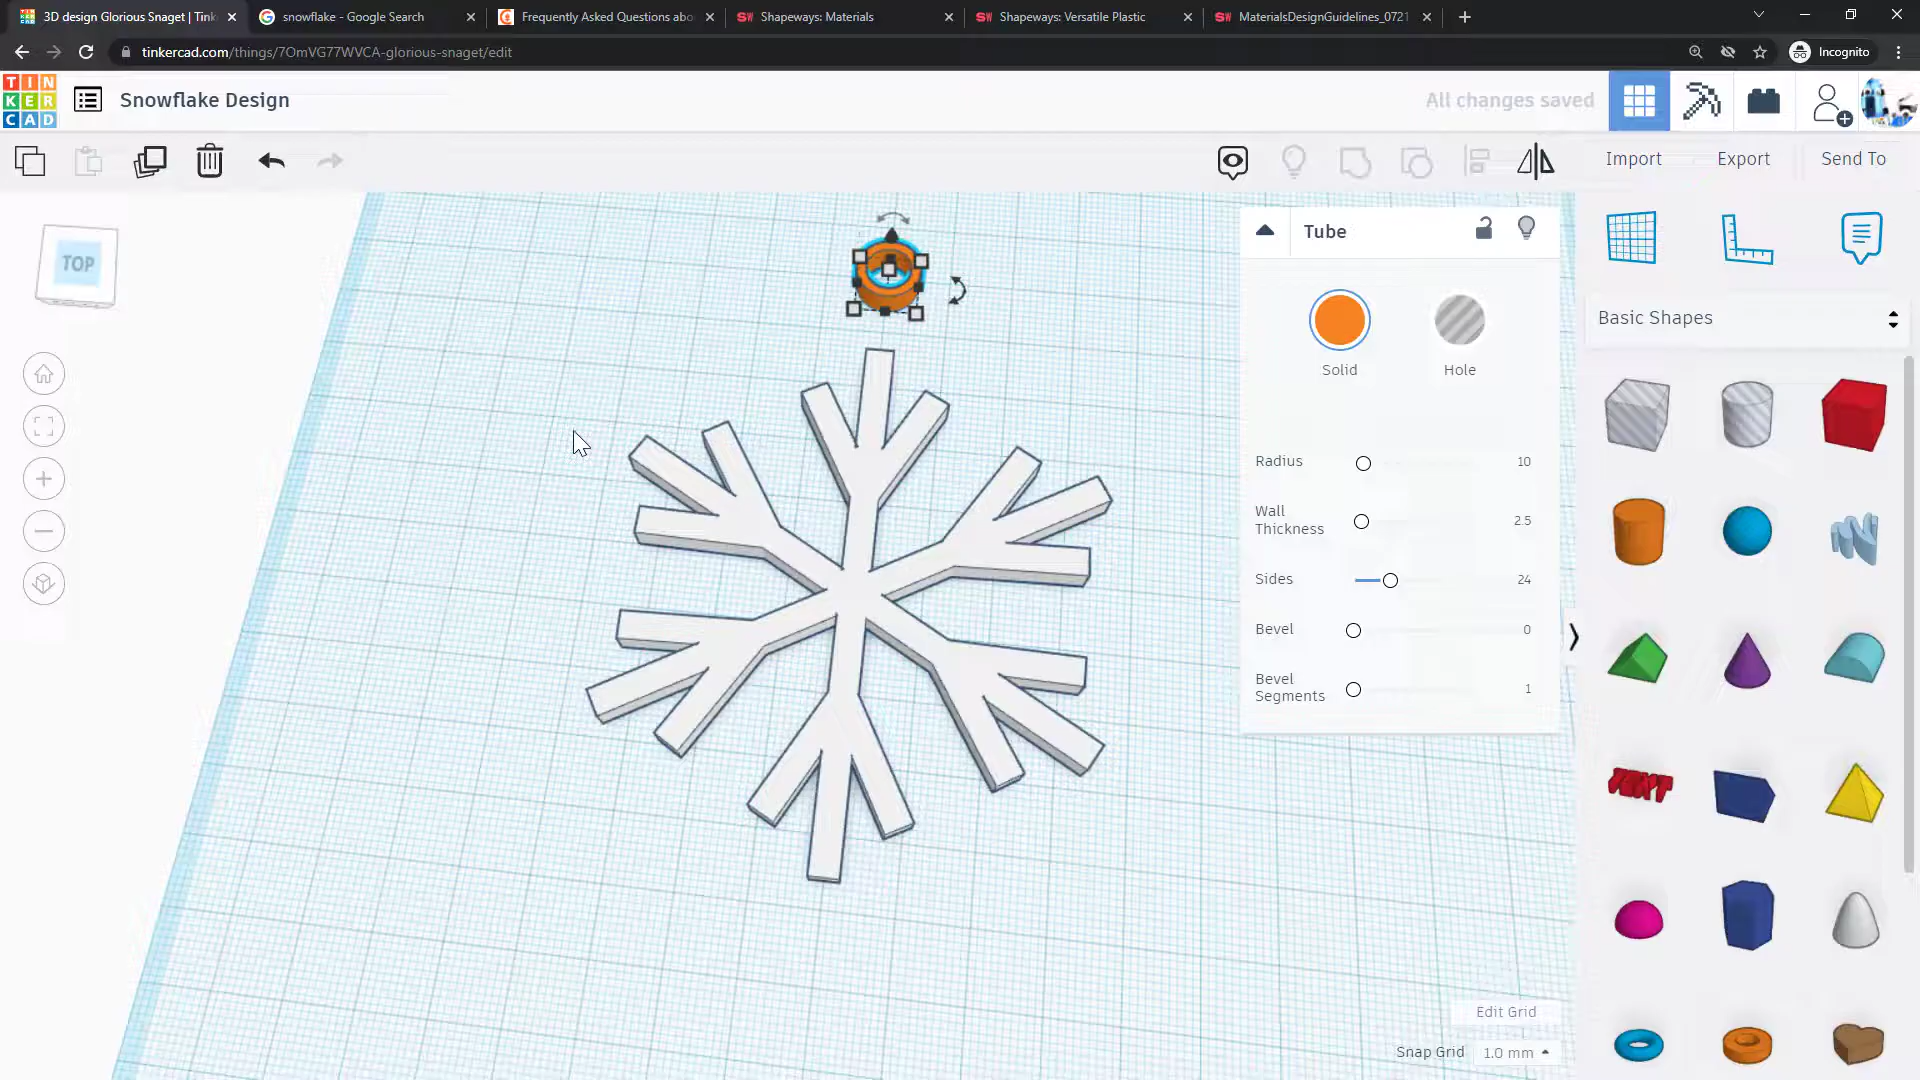 3D design Glorious Snaget | Tink
snowflake - Google Search
Frequently Asked Questions abo
Shapeways: Materials
Shapeways: Versatile Plastic
MaterialsDesignGuidelines_0721
tinkercad.com/things/7OmVG77WVCA-glorious-snaget/edit
Incognito
TIN
KER
CAD
Snowflake Design
All changes saved
Import
Export
Send To
TOP
Tube
Solid
Hole
Radius 10
Wall
Thickness 2.5
Sides 24
Bevel 0
Bevel
Segments 1
Basic Shapes
TEXT
Edit Grid
Snap Grid 1.0 mm